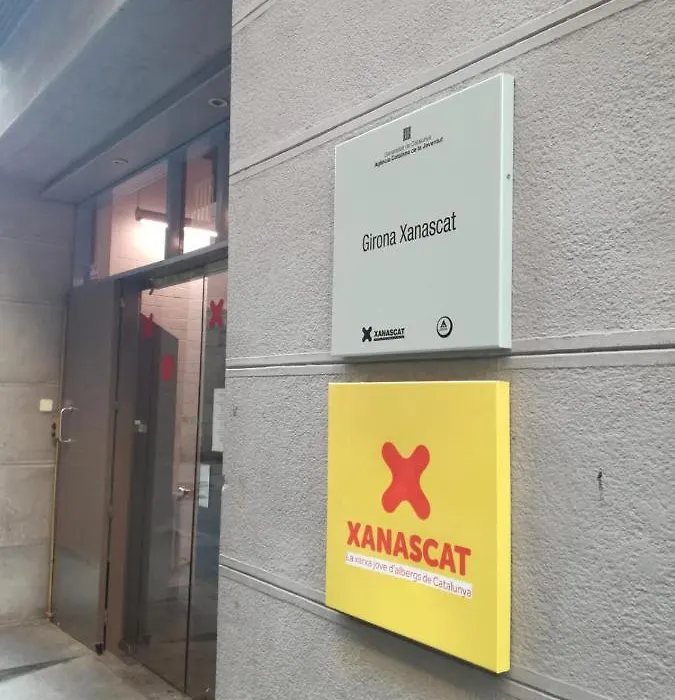 Generalitat de Catalunya
Agència Catalana de la Joventut
Girona Xanascat
XANASCAT
XANASCAT
La xarxa jove d'albergs de Catalunya